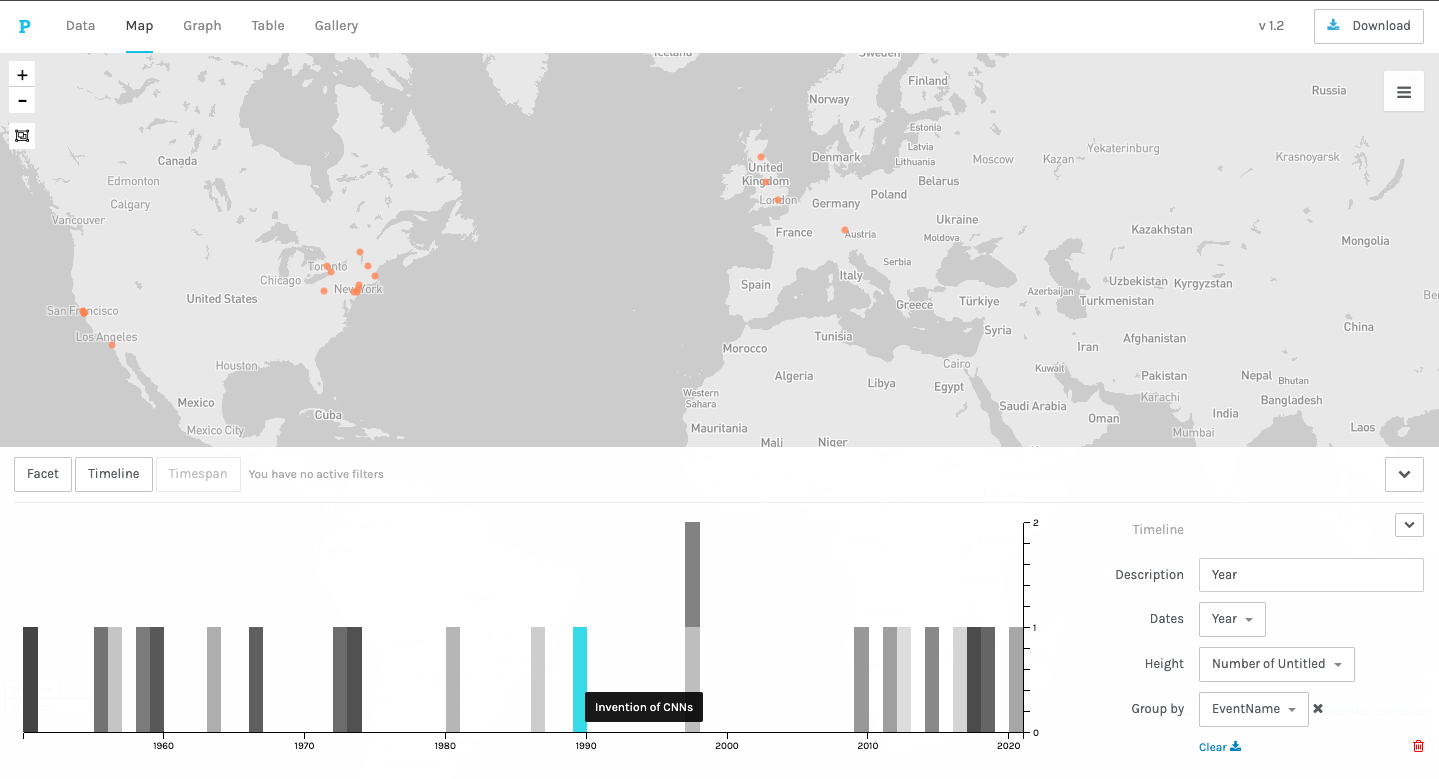 P Data Map Graph Table Gallery v 1.2 Download
Iceland
Sweden
+
Finland
Norway
Russia
−
Estonia
Latvia
Yekaterinburg
Canada
United
Kingdom
Denmark
Lithuania
Moscow
Kazan
Krasnoyarsk
Edmonton
Belarus
Calgary
London
Germany
Poland
Vancouver
France
Austria
Ukraine
Moldova
Kazakhstan
Mongolia
Toronto
Chicago
New York
Serbia
Italy
Spain
United States
Azerbaijan
Uzbekistan
Kyrgyzstan
Bei
San Francisco
Greece
Türkiye
Turkmenistan
Los Angeles
Tunisia
Syria
China
Morocco
Iran
Afghanistan
Houston
Algeria
Libya
Cairo
Egypt
Kuwait
Pakistan
Nepal
Bhutan
Mexico
Western
Sahara
Saudi Arabia
Karachi
Bangladesh
Cuba
Oman
India
Mexico City
Mauritania
Mumbai
Laos
Mali
Niger
Facet Timeline Timespan You have no active filters
2
1
0
Invention of CNNs
1960 1970 1980 1990 2000 2010 2020
Timeline
Description Year
Dates Year
Height Number of Untitled
Group by EventName ✖
Clear